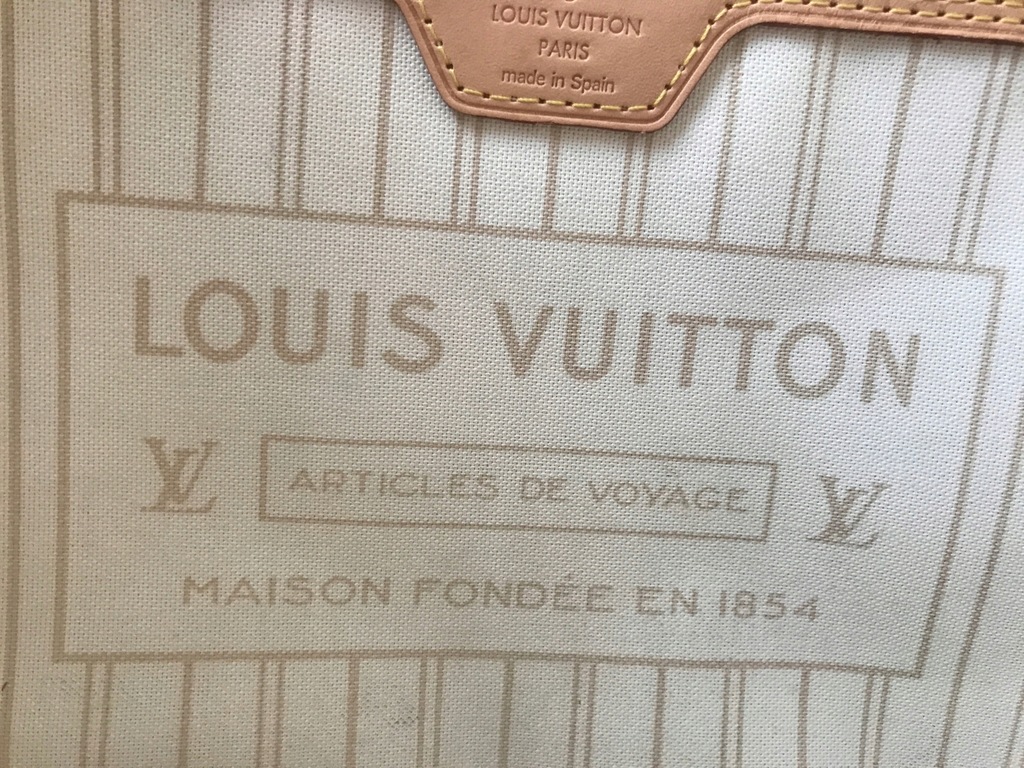 LOUIS VUITTON
PARIS
made in Spain
LOUIS VUITTON
LV ARTICLES DE VOYAGE LV
MAISON FONDÉE EN 1854